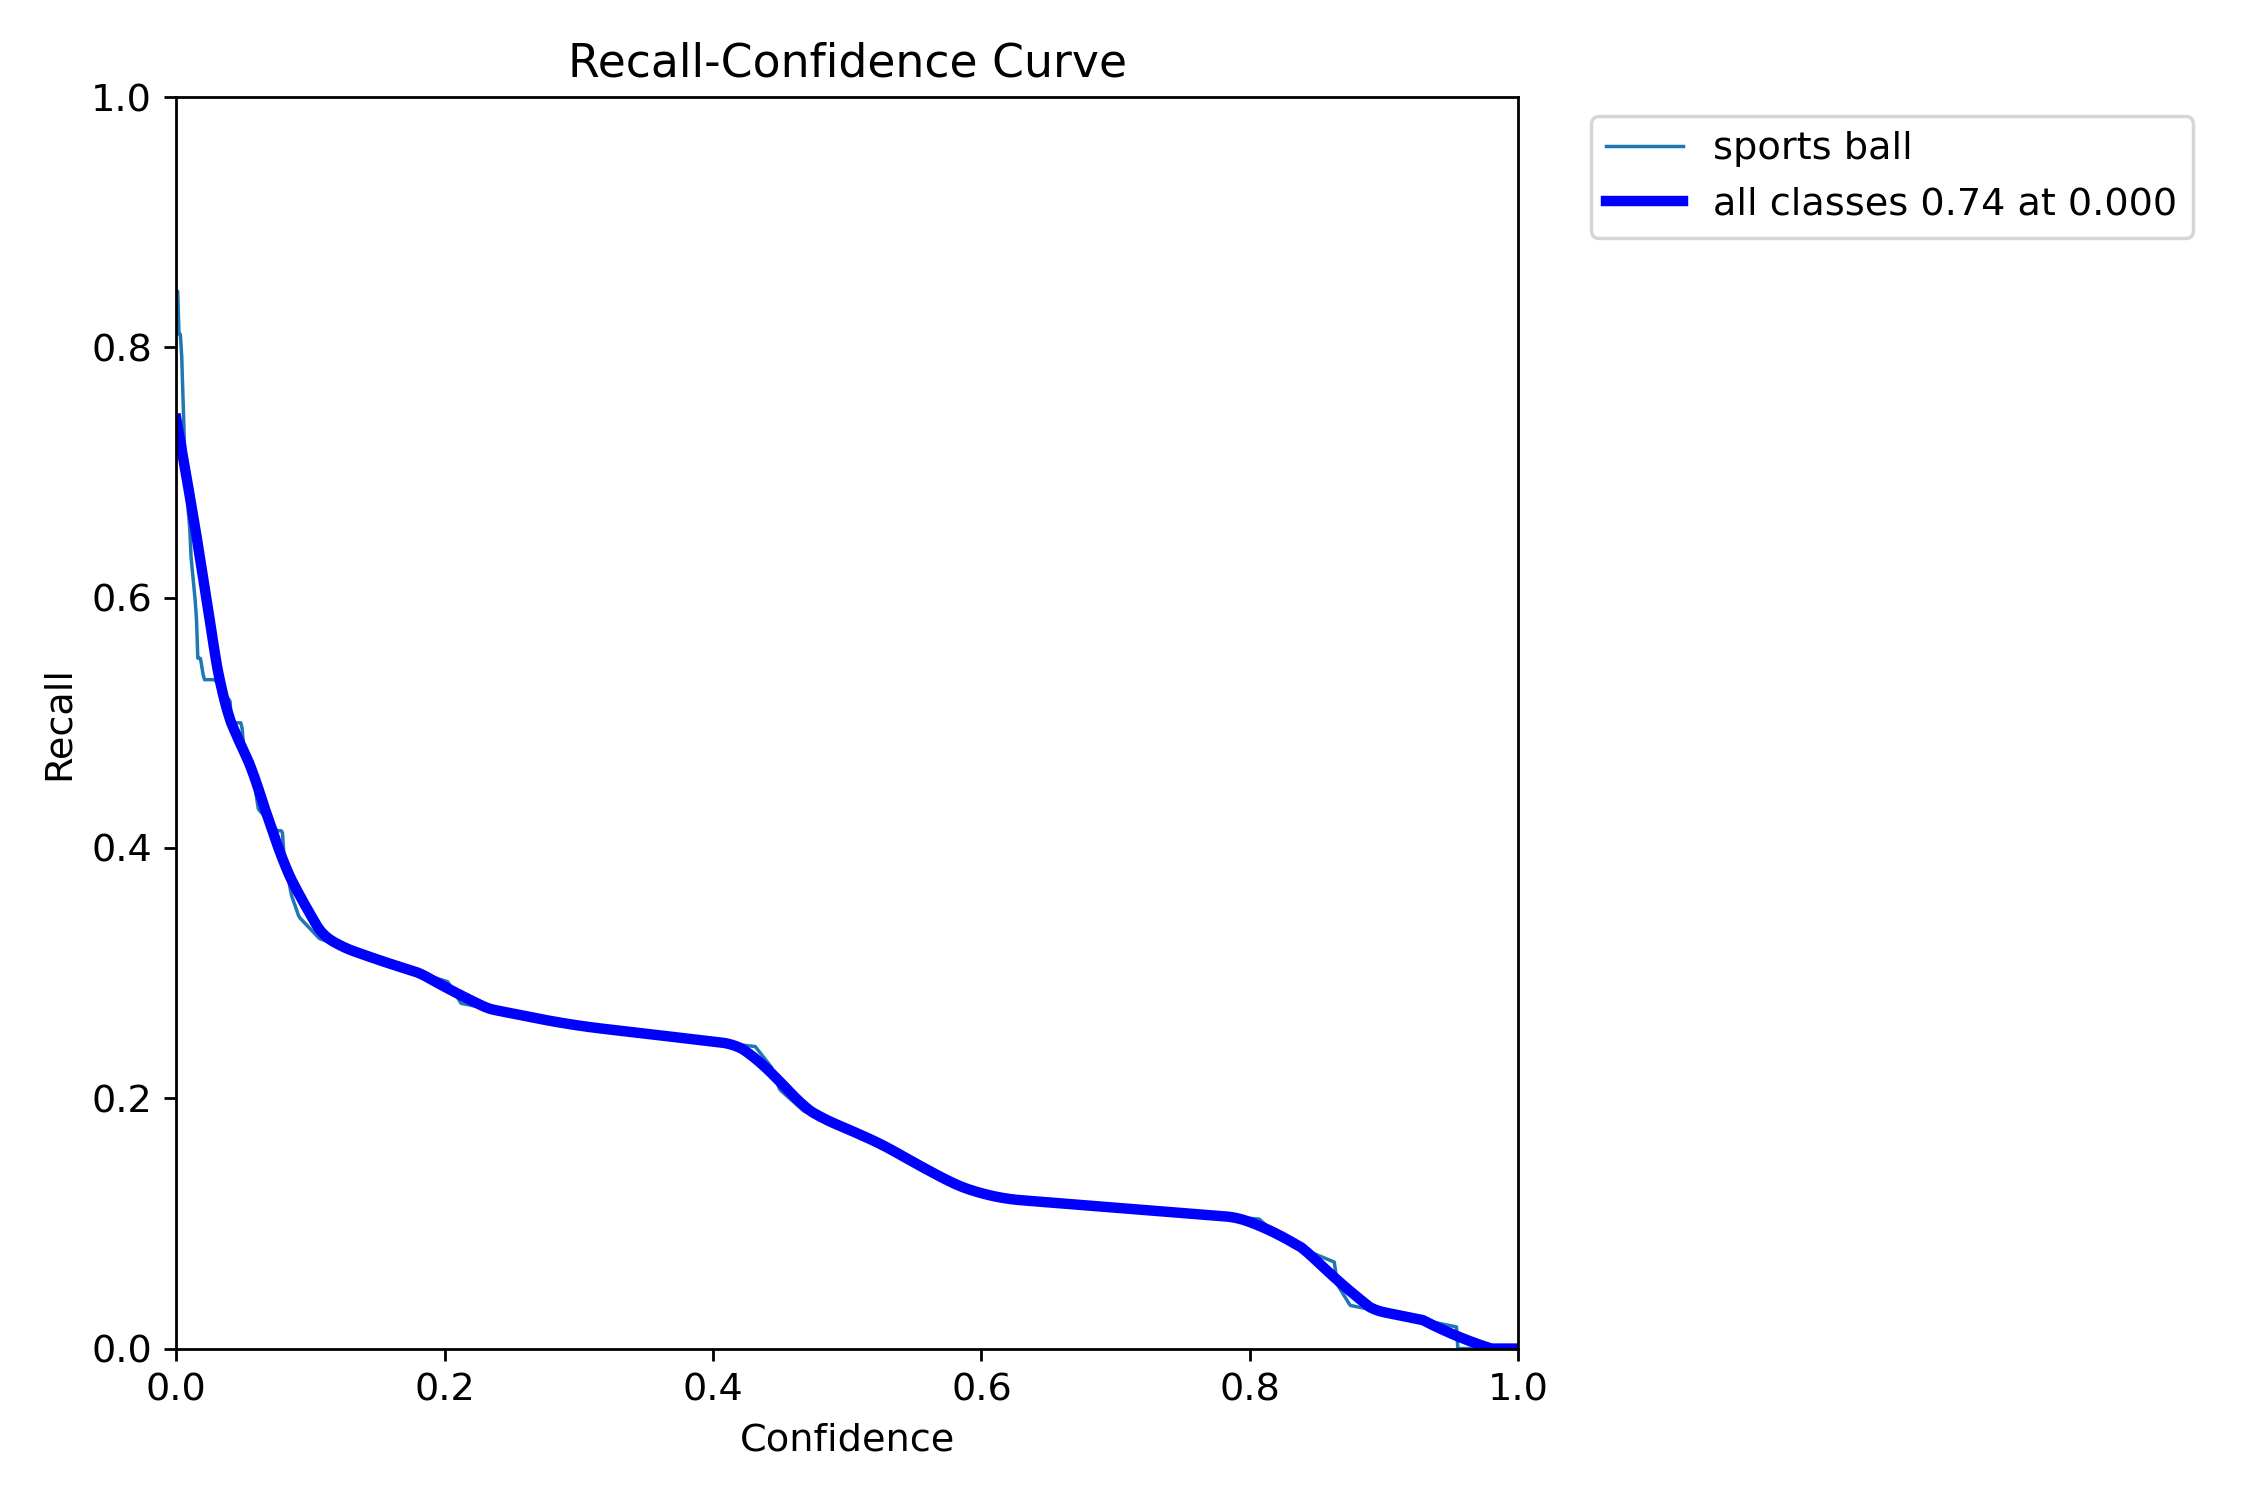 Recall-Confidence Curve
1.0
0.8
0.6
0.4
0.2
0.0
Recall
0.0 0.2 0.4 0.6 0.8 1.0
Confidence
sports ball
all classes 0.74 at 0.000